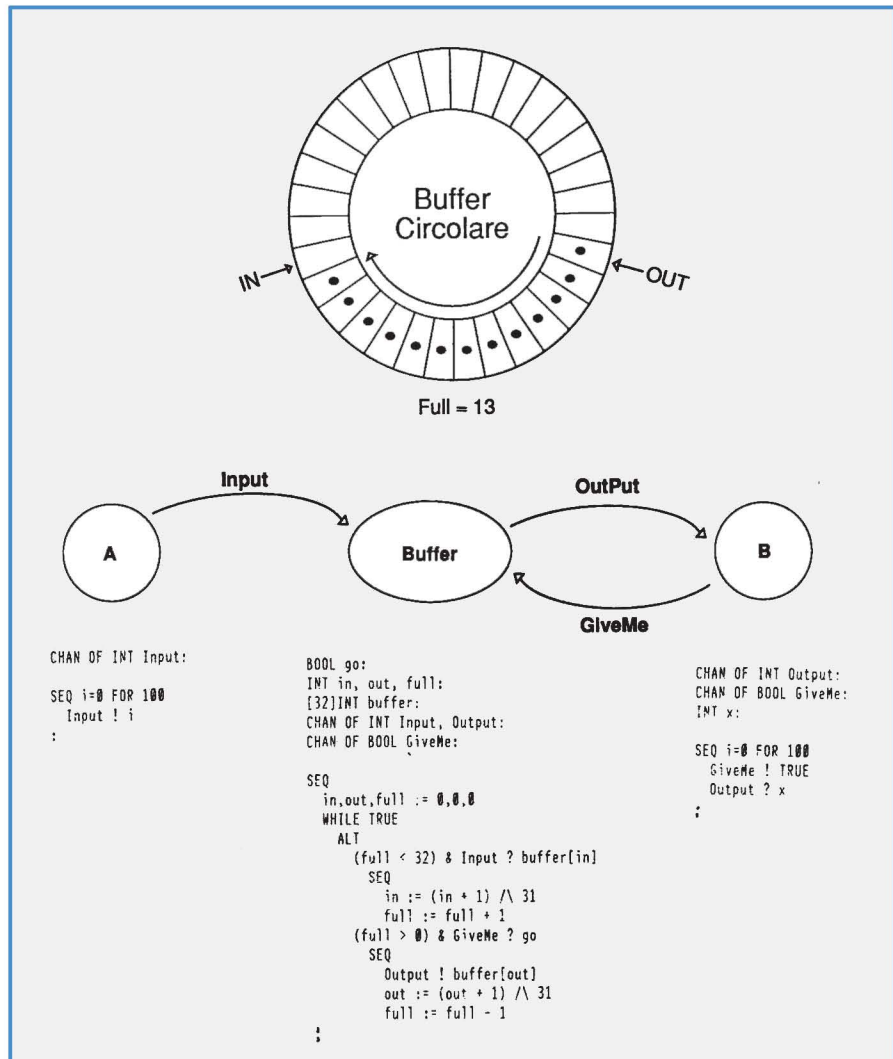 Buffer
Circolare
IN
OUT
Full = 13
Input
OutPut
A
Buffer
B
GiveMe
CHAN OF INT Input:
SEQ i=0 FOR 100
  Input ! i
:
BOOL go:
INT in, out, full:
[32]INT buffer:
CHAN OF INT Input, Output:
CHAN OF BOOL GiveMe:
SEQ
  in,out,full := 0,0,0
  WHILE TRUE
    ALT
      (full < 32) & Input ? buffer[in]
        SEQ
          in := (in + 1) /\ 31
          full := full + 1
      (full > 0) & GiveMe ? go
        SEQ
          Output ! buffer[out]
          out := (out + 1) /\ 31
          full := full - 1
:
CHAN OF INT Output:
CHAN OF BOOL GiveMe:
INT x:
SEQ i=0 FOR 100
  GiveMe ! TRUE
  Output ? x
: